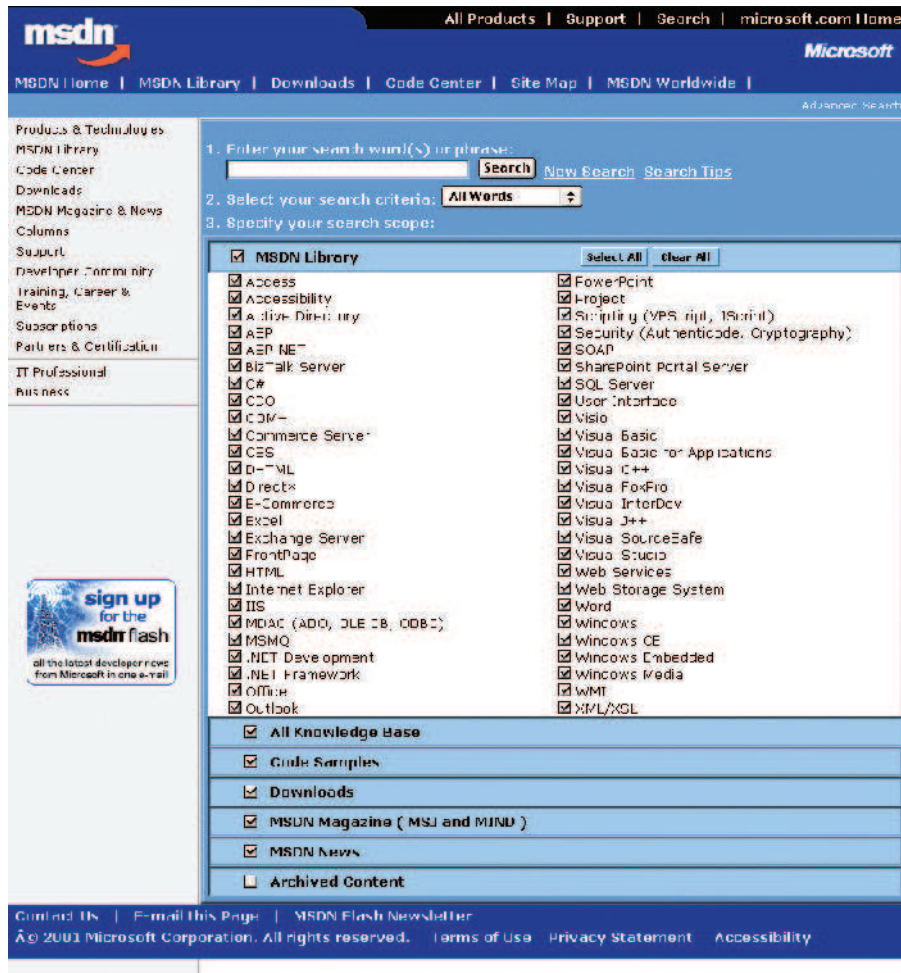 All Products | Support | Search | microsoft.com Home
msdn
Microsoft
MSDN Home | MSDN Library | Downloads | Code Center | Site Map | MSDN Worldwide |
Advanced Search
Products & Technologies
MSDN Library
Code Center
Downloads
MSDN Magazine & News
Columns
Support
Developer Community
Training, Career &
Events
Subscriptions
Partners & Certification
IT Professional
Business
sign up
for the
msdn flash
all the latest developer news
from Microsoft in one e-mail
1. Enter your search word(s) or phrase:
Search New Search Search Tips
2. Select your search criteria: All Words
3. Specify your search scope:
MSDN Library Select All Clear All
Access
Accessibility
Active Directory
ASP
ASP.NET
BizTalk Server
C#
CDO
COM+
Commerce Server
DHTML
DirectX
E-Commerce
Excel
Exchange Server
FrontPage
HTML
Internet Explorer
IIS
MDAC (ADO, OLE DB, ODBC)
MSMQ
.NET Development
.NET Framework
Office
Outlook
PowerPoint
Project
Scripting (VBScript, JScript)
Security (Authenticode, Cryptography)
SOAP
SharePoint Portal Server
SQL Server
User Interface
Visio
Visual Basic
Visual Basic for Applications
Visual C++
Visual FoxPro
Visual InterDev
Visual J++
Visual SourceSafe
Visual Studio
Web Services
Web Storage System
Word
Windows
Windows CE
Windows Embedded
Windows Media
WMI
XML/XSL
All Knowledge Base
Code Samples
Downloads
MSDN Magazine ( MSJ and MIND )
MSDN News
Archived Content
Contact Us | E-mail this Page | MSDN Flash Newsletter
Â© 2001 Microsoft Corporation. All rights reserved. Terms of Use Privacy Statement Accessibility